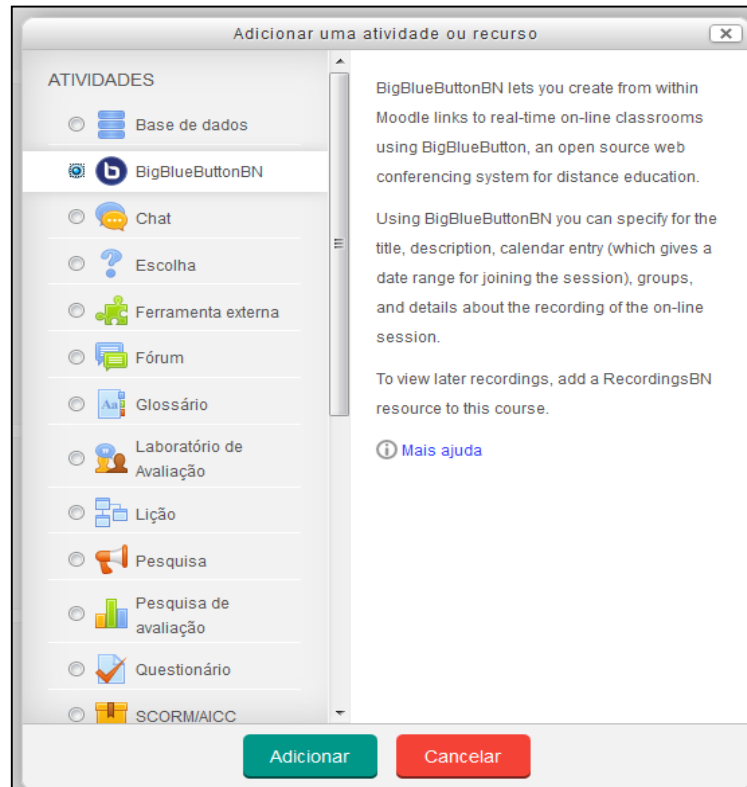 Adicionar uma atividade ou recurso
ATIVIDADES
Base de dados
BigBlueButtonBN
Chat
Escolha
Ferramenta externa
Fórum
Glossário
Laboratório de
Avaliação
Lição
Pesquisa
Pesquisa de
avaliação
Questionário
SCORM/AICC
BigBlueButtonBN lets you create from within
Moodle links to real-time on-line classrooms
using BigBlueButton, an open source web
conferencing system for distance education.
Using BigBlueButtonBN you can specify for the
title, description, calendar entry (which gives a
date range for joining the session), groups,
and details about the recording of the on-line
session.
To view later recordings, add a RecordingsBN
resource to this course.
Mais ajuda
Adicionar
Cancelar